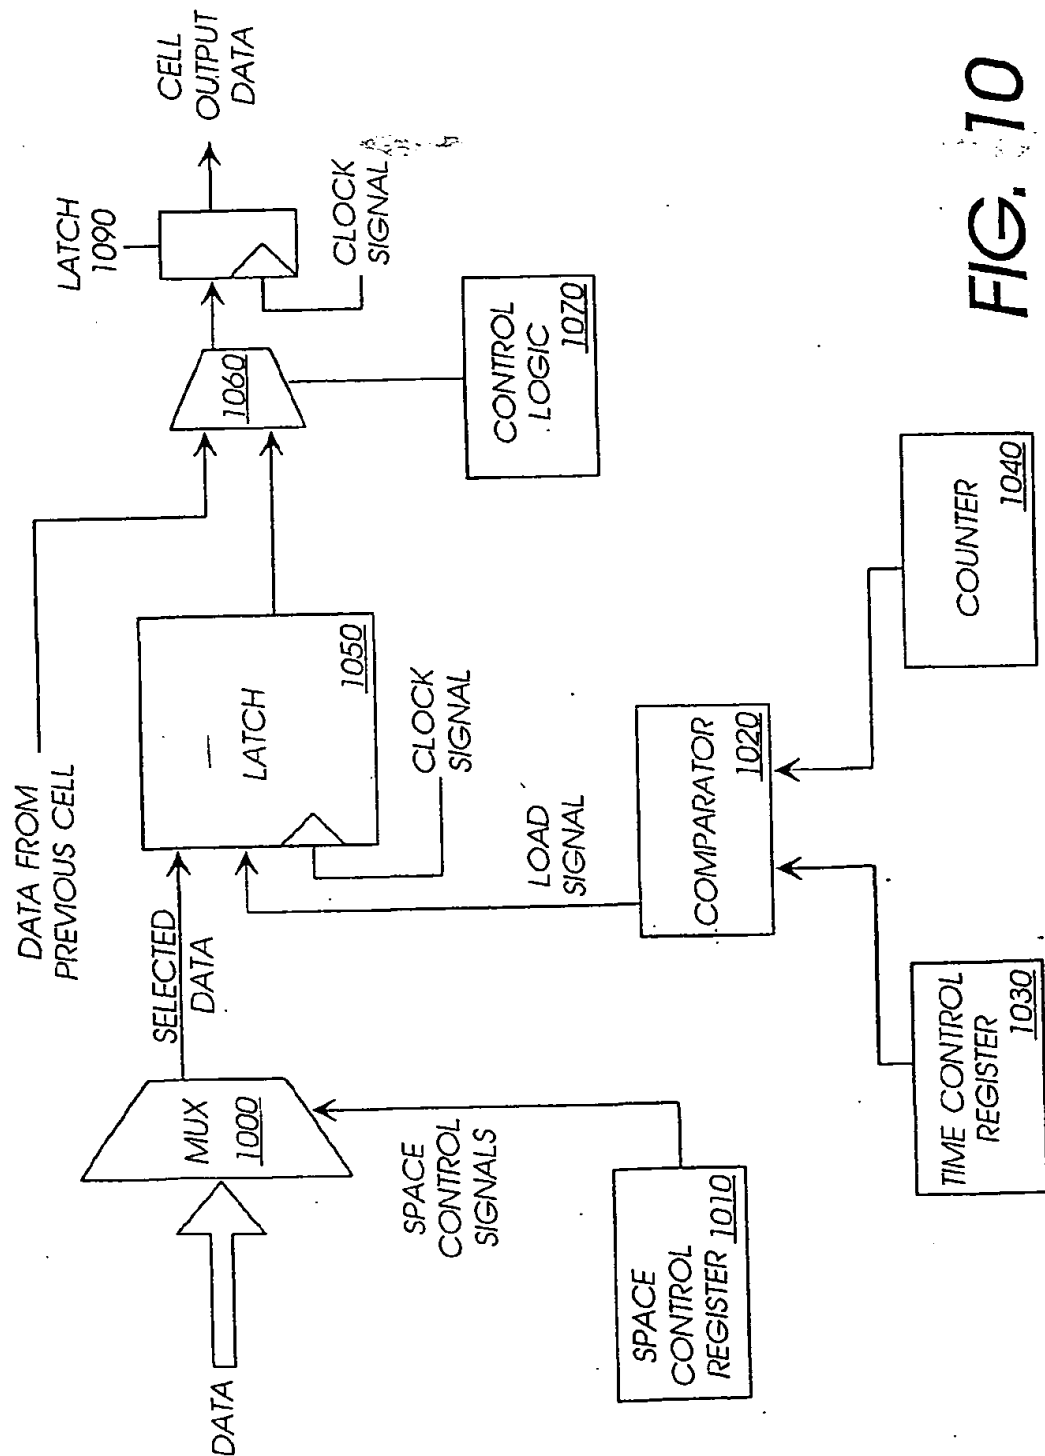 DATA
MUX
1000
SELECTED
DATA
SPACE
CONTROL
SIGNALS
SPACE
CONTROL
REGISTER 1010
DATA FROM
PREVIOUS CELL
LATCH
1050
CLOCK
SIGNAL
LOAD
SIGNAL
COMPARATOR
1020
TIME CONTROL
REGISTER
1030
COUNTER
1040
1060
CONTROL
LOGIC
1070
LATCH
1090
CLOCK
SIGNAL
CELL
OUTPUT
DATA
FIG. 10